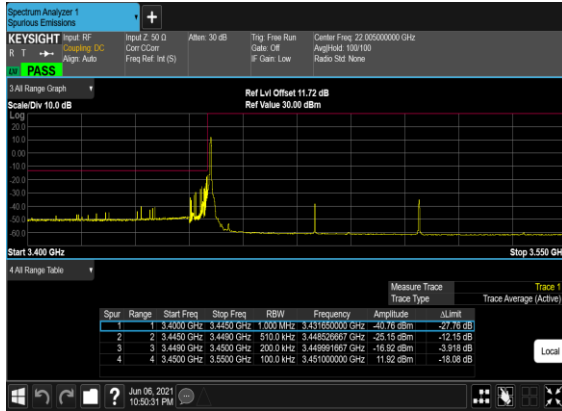 Spectrum Analyzer 1
Spurious Emissions
+
KEYSIGHT Input: RF Input Z: 50 Ω Atten: 30 dB Trig: Free Run Center Freq: 22.005000000 GHz
R T Coupling: DC Corr CCorr Gate: Off Avg|Hold: 100/100
Align: Auto Freq Ref: Int (S) IF Gain: Low Radio Std: None
PASS
3 All Range Graph
Ref Lvl Offset 11.72 dB
Scale/Div 10.0 dB Ref Value 30.00 dBm
Log
20.0
10.0
0.00
-10.0
-20.0
-30.0
-40.0
-50.0
-60.0
Start 3.400 GHz Stop 3.550 GH
4 All Range Table
Measure Trace Trace 1
Trace Type Trace Average (Active)
Spur Range Start Freq Stop Freq RBW Frequency Amplitude ΔLimit
1 1 3.4000 GHz 3.4450 GHz 1.000 MHz 3.431650000 GHz -40.76 dBm -27.76 dB
2 2 3.4450 GHz 3.4490 GHz 510.0 kHz 3.448526667 GHz -25.15 dBm -12.15 dB
3 3 3.4490 GHz 3.4500 GHz 200.0 kHz 3.449991667 GHz -16.92 dBm -3.918 dB
4 4 3.4500 GHz 3.5500 GHz 100.0 kHz 3.451000000 GHz 11.92 dBm -18.08 dB
Local
? Jun 06, 2021
10:50:31 PM